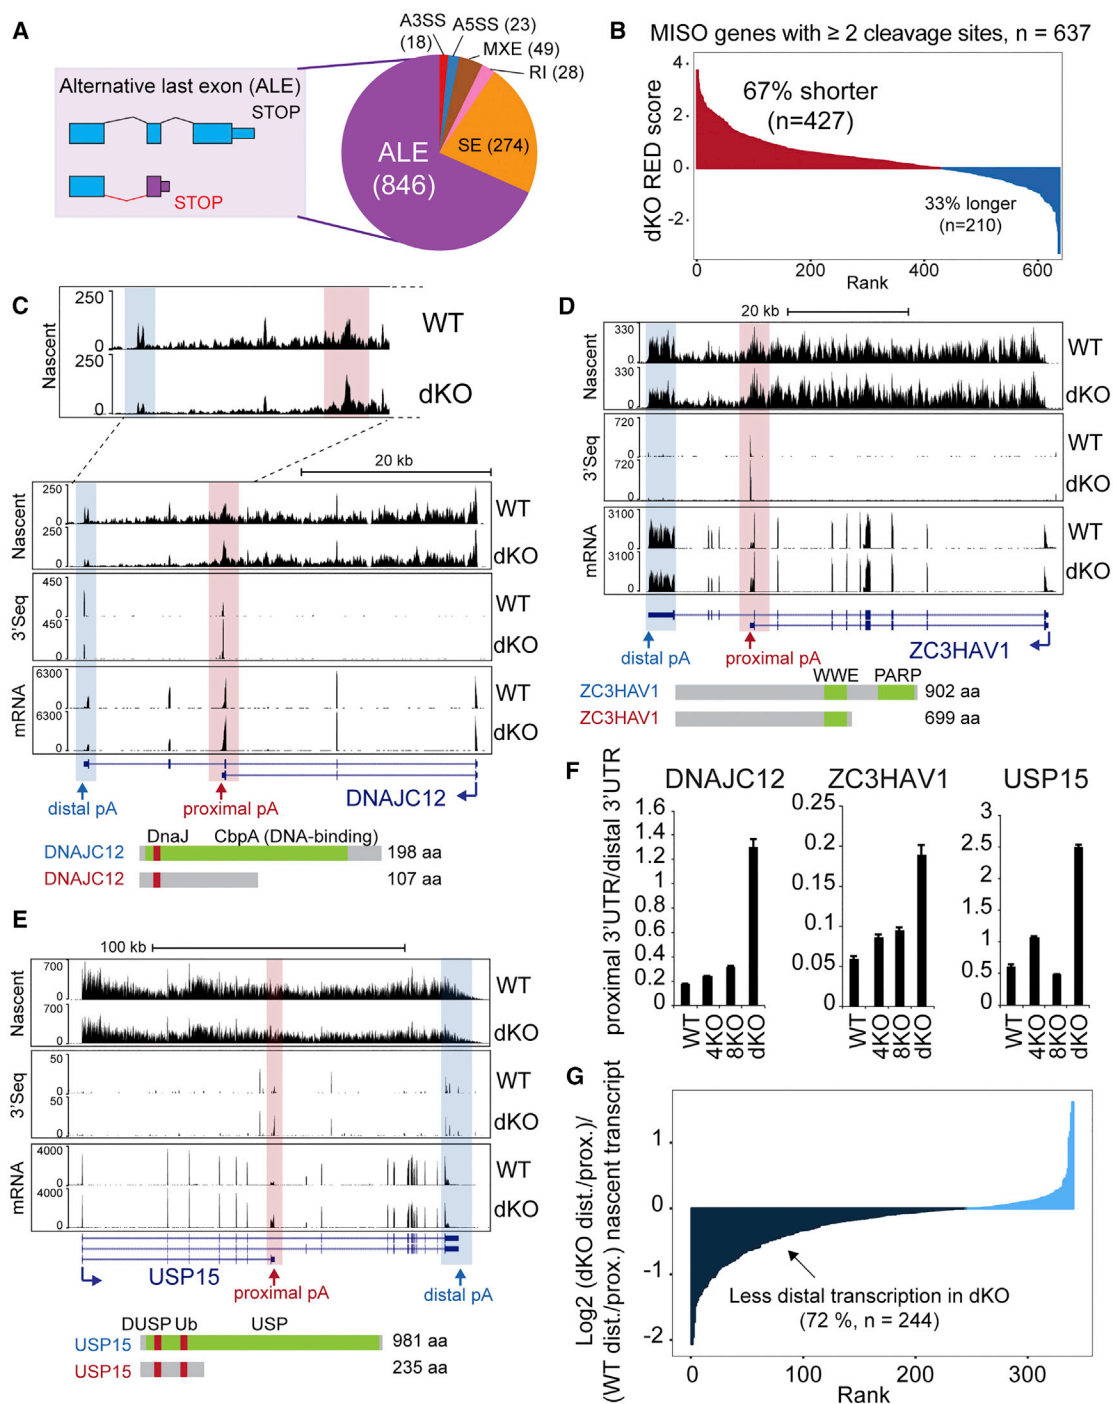 A
Alternative last exon (ALE)
STOP
STOP
A3SS
(18)
A5SS (23)
MXE (49)
RI (28)
SE (274)
ALE
(846)
B
MISO genes with ≥ 2 cleavage sites, n = 637
dKO RED score
4
2
0
-2
67% shorter
(n=427)
33% longer
(n=210)
0
200
400
600
Rank
C
Nascent
250
0
WT
250
0
dKO
20 kb
Nascent
250
0
WT
250
0
dKO
3'Seq
450
0
WT
450
0
dKO
mRNA
6300
0
WT
6300
0
dKO
DNAJC12
distal pA
proximal pA
DnaJ
CbpA (DNA-binding)
DNAJC12
198 aa
DNAJC12
107 aa
D
20 kb
Nascent
330
0
WT
330
0
dKO
3'Seq
720
0
WT
720
0
dKO
mRNA
3100
0
WT
3100
0
dKO
distal pA
proximal pA
ZC3HAV1
WWE
PARP
ZC3HAV1
902 aa
ZC3HAV1
699 aa
E
100 kb
Nascent
700
0
WT
700
0
dKO
3'Seq
50
0
WT
50
0
dKO
mRNA
4000
0
WT
4000
0
dKO
USP15
proximal pA
distal pA
DUSP
Ub
USP
USP15
981 aa
USP15
235 aa
F
proximal 3'UTR/distal 3'UTR
DNAJC12
1.6
1.4
1.2
1
0.8
0.6
0.4
0.2
0
WT
4KO
8KO
dKO
ZC3HAV1
0.25
0.2
0.15
0.1
0.05
0
WT
4KO
8KO
dKO
USP15
3
2.5
2
1.5
1
0.5
0
WT
4KO
8KO
dKO
G
Log2 (dKO dist./prox.)/
(WT dist./prox.) nascent transcript
1
0
-1
-2
Less distal transcription in dKO
(72 %, n = 244)
0
100
200
300
Rank